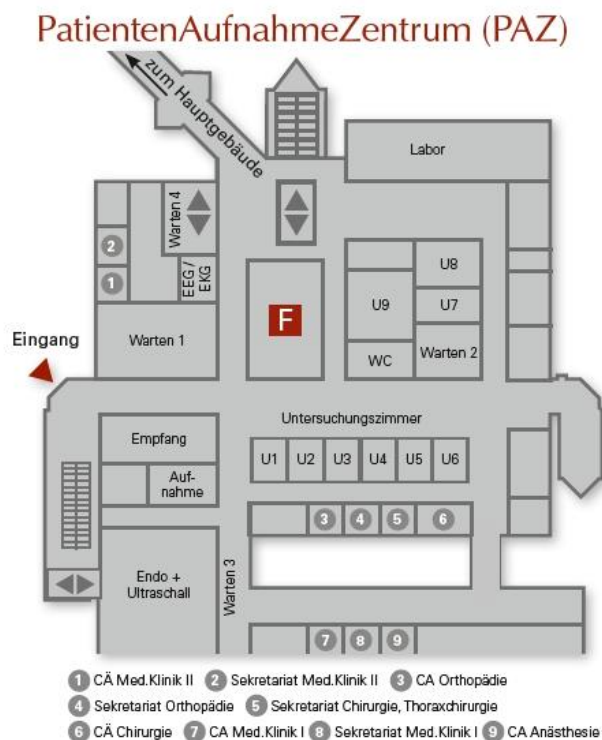 PatientenAufnahmeZentrum (PAZ)
zum Hauptgebäude
Labor
Warten 4
2
1
EEG /
EKG
U8
U9
U7
F
Eingang
Warten 1
WC
Warten 2
Untersuchungszimmer
Empfang
U1 U2 U3 U4 U5 U6
Auf-
nahme
3 4 5 6
Endo +
Ultraschall
Warten 3
7 8 9
1 CÄ Med.Klinik II 2 Sekretariat Med.Klinik II 3 CA Orthopädie
4 Sekretariat Orthopädie 5 Sekretariat Chirurgie, Thoraxchirurgie
6 CÄ Chirurgie 7 CA Med.Klinik I 8 Sekretariat Med.Klinik I 9 CA Anästhesie